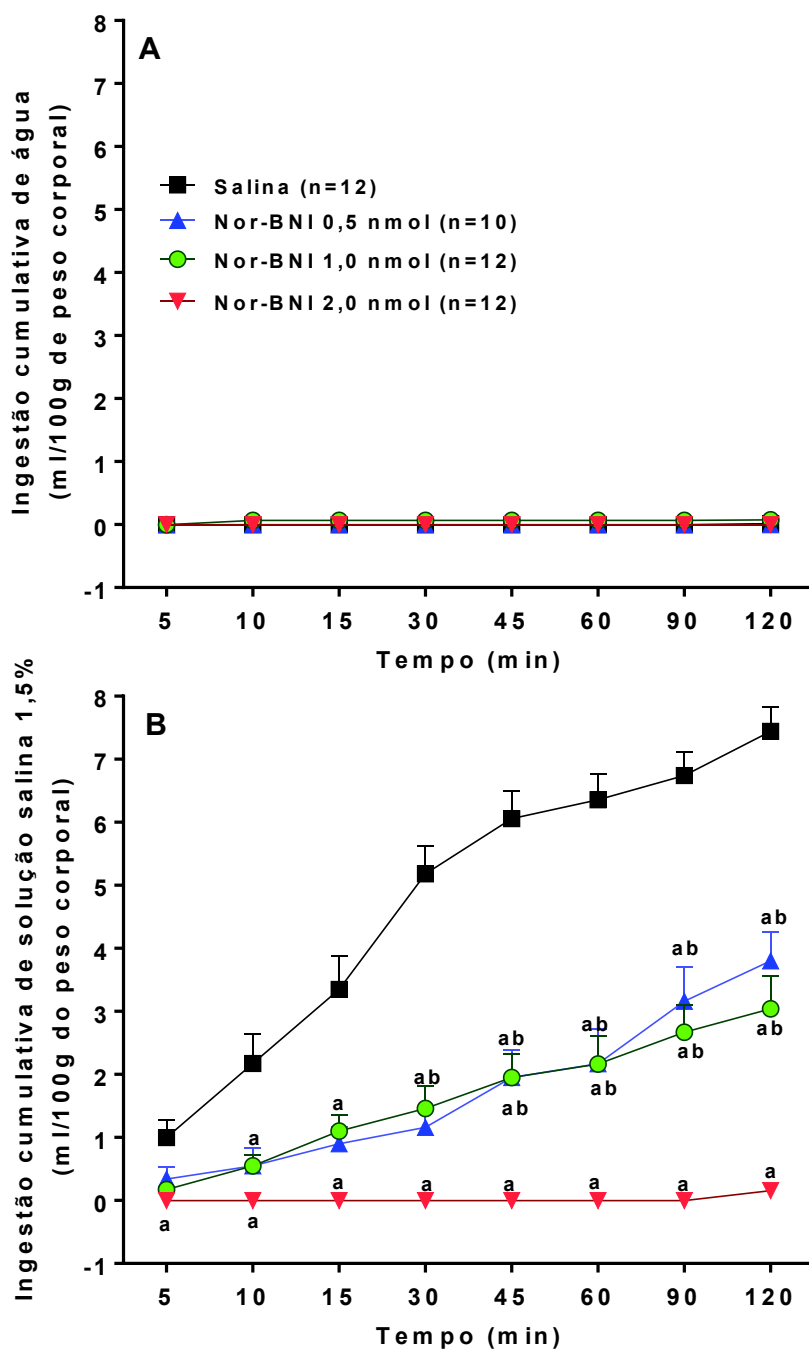 A
Ingestão cumulativa de água
(ml/100g de peso corporal)
8
7
6
5
4
3
2
1
0
-1
Salina (n=12)
Nor-BNI 0,5 nmol (n=10)
Nor-BNI 1,0 nmol (n=12)
Nor-BNI 2,0 nmol (n=12)
5 10 15 30 45 60 90 120
Tempo (min)
B
Ingestão cumulativa de solução salina 1,5%
(ml/100g do peso corporal)
8
7
6
5
4
3
2
1
0
-1
ab
ab
ab
ab
ab
ab
ab
ab
ab
a
a
a
a
a
a
a
a
a
a
5 10 15 30 45 60 90 120
Tempo (min)